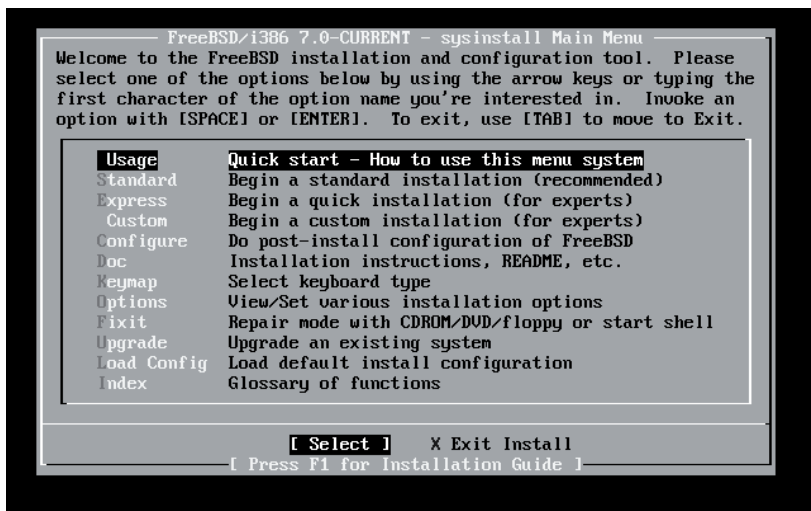 FreeBSD/i386 7.0-CURRENT - sysinstall Main Menu
Welcome to the FreeBSD installation and configuration tool.  Please
select one of the options below by using the arrow keys or typing the
first character of the option name you're interested in.  Invoke an
option with [SPACE] or [ENTER].  To exit, use [TAB] to move to Exit.
Usage Quick start - How to use this menu system
Standard Begin a standard installation (recommended)
Express Begin a quick installation (for experts)
Custom Begin a custom installation (for experts)
Configure Do post-install configuration of FreeBSD
Doc Installation instructions, README, etc.
Keymap Select keyboard type
Options View/Set various installation options
Fixit Repair mode with CDROM/DVD/floppy or start shell
Upgrade Upgrade an existing system
Load Config Load default install configuration
Index Glossary of functions
[ Select ] X Exit Install
[ Press F1 for Installation Guide ]